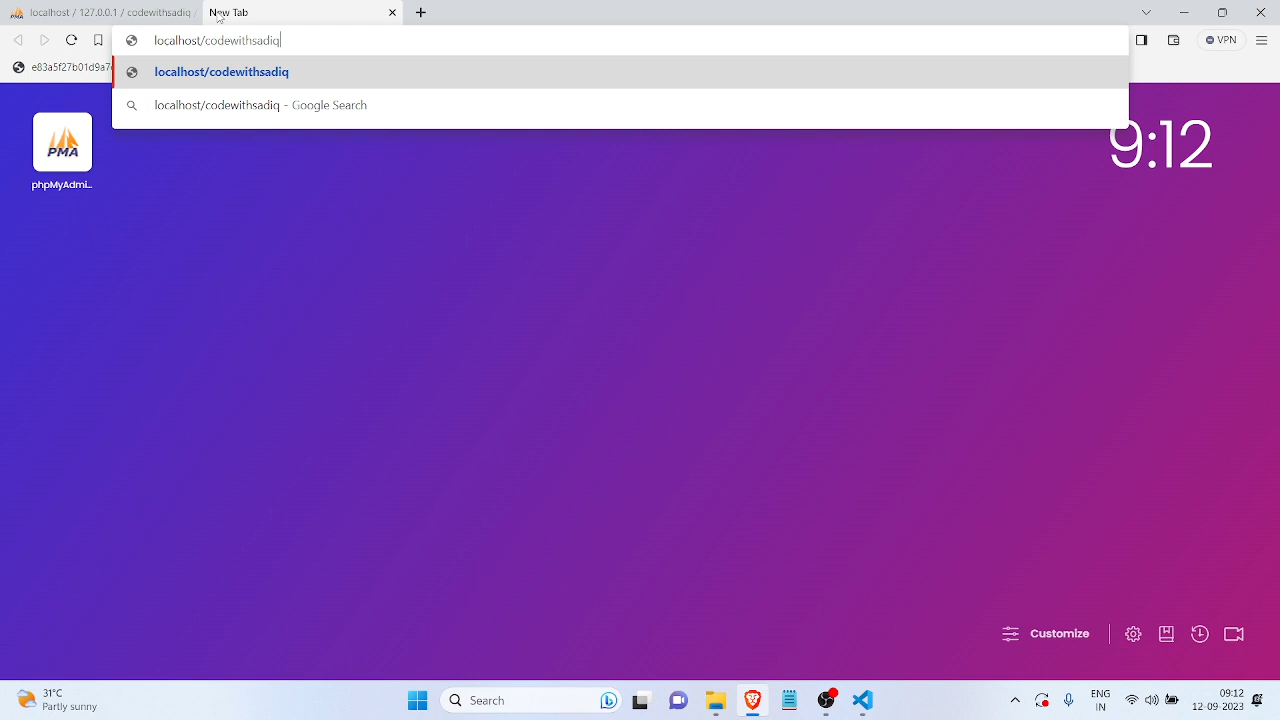 localhost / 127.0.0.1 / codewithsadiq /
New Tab
localhost/codewithsadiq
VPN
e83a5f27b01d9a7
localhost/codewithsadiq
localhost/codewithsadiq - Google Search
PMA
phpMyAdmi...
9:12
Customize
31°C
Partly sunny
Search
ENG
IN
09:12
12-09-2023